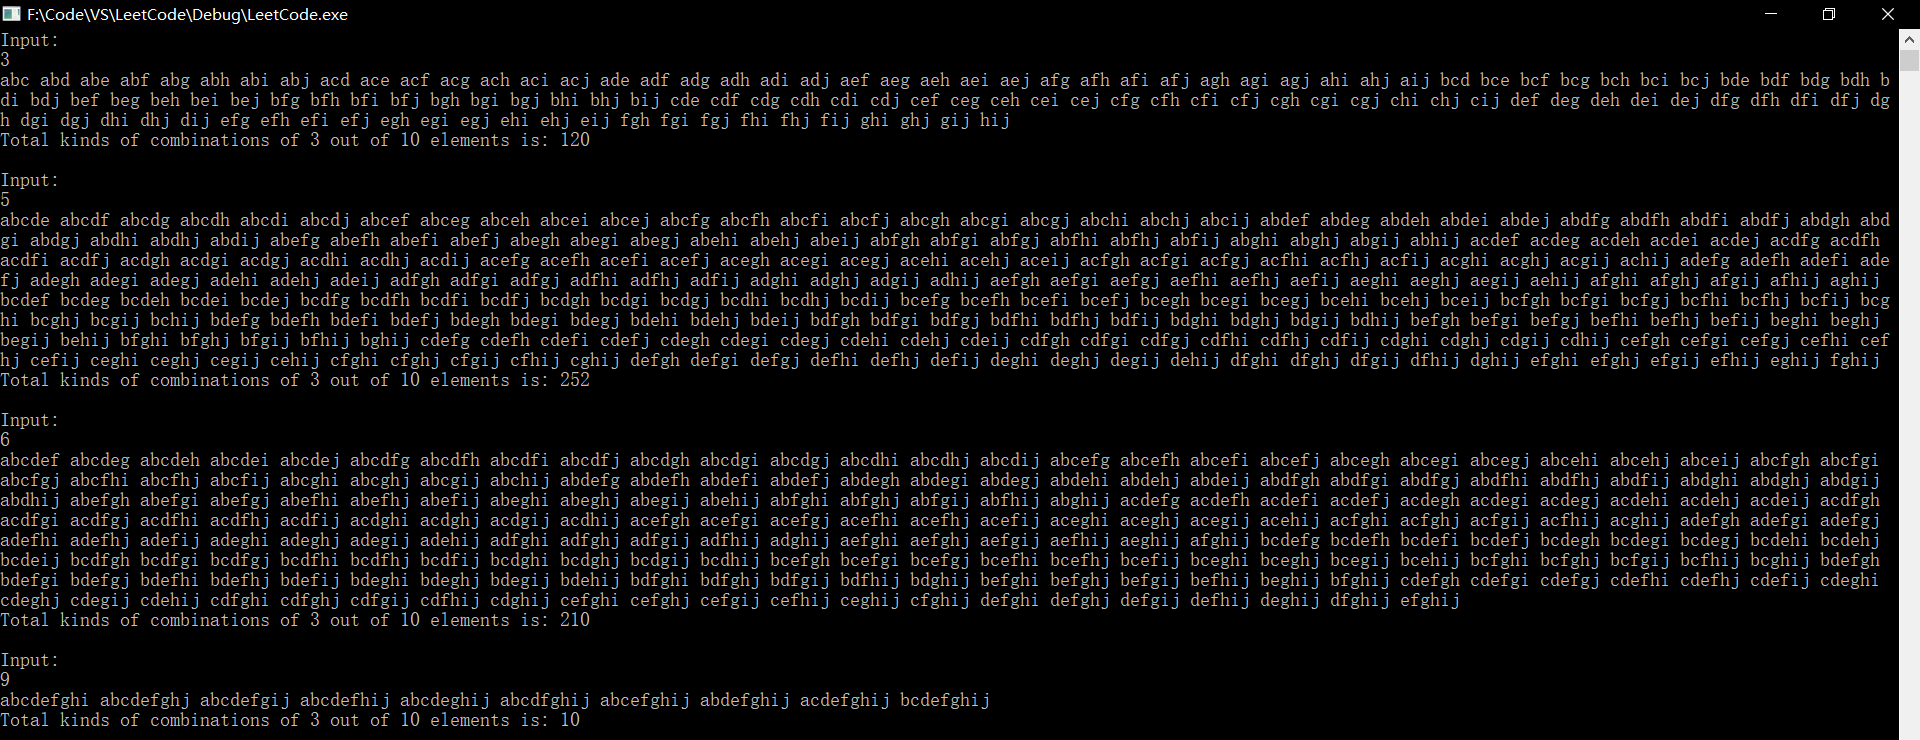 F:\Code\VS\LeetCode\Debug\LeetCode.exe
Input:
3
abc abd abe abf abg abh abi abj acd ace acf acg ach aci acj ade adf adg adh adi adj aef aeg aeh aei aej afg afh afi afj agh agi agj ahi ahj aij bcd bce bcf bcg bch bci bcj bde bdf bdg bdh b
di bdj bef beg beh bei bej bfg bfh bfi bfj bgh bgi bgj bhi bhj bij cde cdf cdg cdh cdi cdj cef ceg ceh cei cej cfg cfh cfi cfj cgh cgi cgj chi chj cij def deg deh dei dej dfg dfh dfi dfj dg
h dgi dgj dhi dhj dij efg efh efi efj egh egi egj ehi ehj eij fgh fgi fgj fhi fhj fij ghi ghj gij hij
Total kinds of combinations of 3 out of 10 elements is: 120
Input:
5
abcde abcdf abcdg abcdh abcdi abcdj abcef abceg abceh abcei abcej abcfg abcfh abcfi abcfj abcgh abcgi abcgj abchi abchj abcij abdef abdeg abdeh abdei abdej abdfg abdfh abdfi abdfj abdgh abd
gi abdgj abdhi abdhj abdij abefg abefh abefi abefj abegh abegi abegj abehi abehj abeij abfgh abfgi abfgj abfhi abfhj abfij abghi abghj abgij abhij acdef acdeg acdeh acdei acdej acdfg acdfh
acdfi acdfj acdgh acdgi acdgj acdhi acdhj acdij acefg acefh acefi acefj acegh acegi acegj acehi acehj aceij acfgh acfgi acfgj acfhi acfhj acfij acghi acghj acgij achij adefg adefh adefi ade
fj adegh adegi adegj adehi adehj adeij adfgh adfgi adfgj adfhi adfhj adfij adghi adghj adgij adhij aefgh aefgi aefgj aefhi aefhj aefij aeghi aeghj aegij aehij afghi afghj afgij afhij aghij
bcdef bcdeg bcdeh bcdei bcdej bcdfg bcdfh bcdfi bcdfj bcdgh bcdgi bcdgj bcdhi bcdhj bcdij bcefg bcefh bcefi bcefj bcegh bcegi bcegj bcehi bcehj bceij bcfgh bcfgi bcfgj bcfhi bcfhj bcfij bcg
hi bcghj bcgij bchij bdefg bdefh bdefi bdefj bdegh bdegi bdegj bdehi bdehj bdeij bdfgh bdfgi bdfgj bdfhi bdfhj bdfij bdghi bdghj bdgij bdhij befgh befgi befgj befhi befhj befij beghi beghj
begij behij bfghi bfghj bfgij bfhij bghij cdefg cdefh cdefi cdefj cdegh cdegi cdegj cdehi cdehj cdeij cdfgh cdfgi cdfgj cdfhi cdfhj cdfij cdghi cdghj cdgij cdhij cefgh cefgi cefgj cefhi cef
hj cefij ceghi ceghj cegij cehij cfghi cfghj cfgij cfhij cghij defgh defgi defgj defhi defhj defij deghi deghj degij dehij dfghi dfghj dfgij dfhij dghij efghi efghj efgij efhij eghij fghij
Total kinds of combinations of 3 out of 10 elements is: 252
Input:
6
abcdef abcdeg abcdeh abcdei abcdej abcdfg abcdfh abcdfi abcdfj abcdgh abcdgi abcdgj abcdhi abcdhj abcdij abcefg abcefh abcefi abcefj abcegh abcegi abcegj abcehi abcehj abceij abcfgh abcfgi
abcfgj abcfhi abcfhj abcfij abcghi abcghj abcgij abchij abdefg abdefh abdefi abdefj abdegh abdegi abdegj abdehi abdehj abdeij abdfgh abdfgi abdfgj abdfhi abdfhj abdfij abdghi abdghj abdgij
abdhij abefgh abefgi abefgj abefhi abefhj abefij abeghi abeghj abegij abehij abfghi abfghj abfgij abfhij abghij acdefg acdefh acdefi acdefj acdegh acdegi acdegj acdehi acdehj acdeij acdfgh
acdfgi acdfgj acdfhi acdfhj acdfij acdghi acdghj acdgij acdhij acefgh acefgi acefgj acefhi acefhj acefij aceghi aceghj acegij acehij acfghi acfghj acfgij acfhij acghij adefgh adefgi adefgj
adefhi adefhj adefij adeghi adeghj adegij adehij adfghi adfghj adfgij adfhij adghij aefghi aefghj aefgij aefhij aeghij afghij bcdefg bcdefh bcdefi bcdefj bcdegh bcdegi bcdegj bcdehi bcdehj
bcdeij bcdfgh bcdfgi bcdfgj bcdfhi bcdfhj bcdfij bcdghi bcdghj bcdgij bcdhij bcefgh bcefgi bcefgj bcefhi bcefhj bcefij bceghi bceghj bcegij bcehij bcfghi bcfghj bcfgij bcfhij bcghij bdefgh
bdefgi bdefgj bdefhi bdefhj bdefij bdeghi bdeghj bdegij bdehij bdfghi bdfghj bdfgij bdfhij bdghij befghi befghj befgij befhij beghij bfghij cdefgh cdefgi cdefgj cdefhi cdefhj cdefij cdeghi
cdeghj cdegij cdehij cdfghi cdfghj cdfgij cdfhij cdghij cefghi cefghj cefgij cefhij ceghij cfghij defghi defghj defgij defhij deghij dfghij efghij
Total kinds of combinations of 3 out of 10 elements is: 210
Input:
9
abcdefghi abcdefghj abcdefgij abcdefhij abcdeghij abcdfghij abcefghij abdefghij acdefghij bcdefghij
Total kinds of combinations of 3 out of 10 elements is: 10